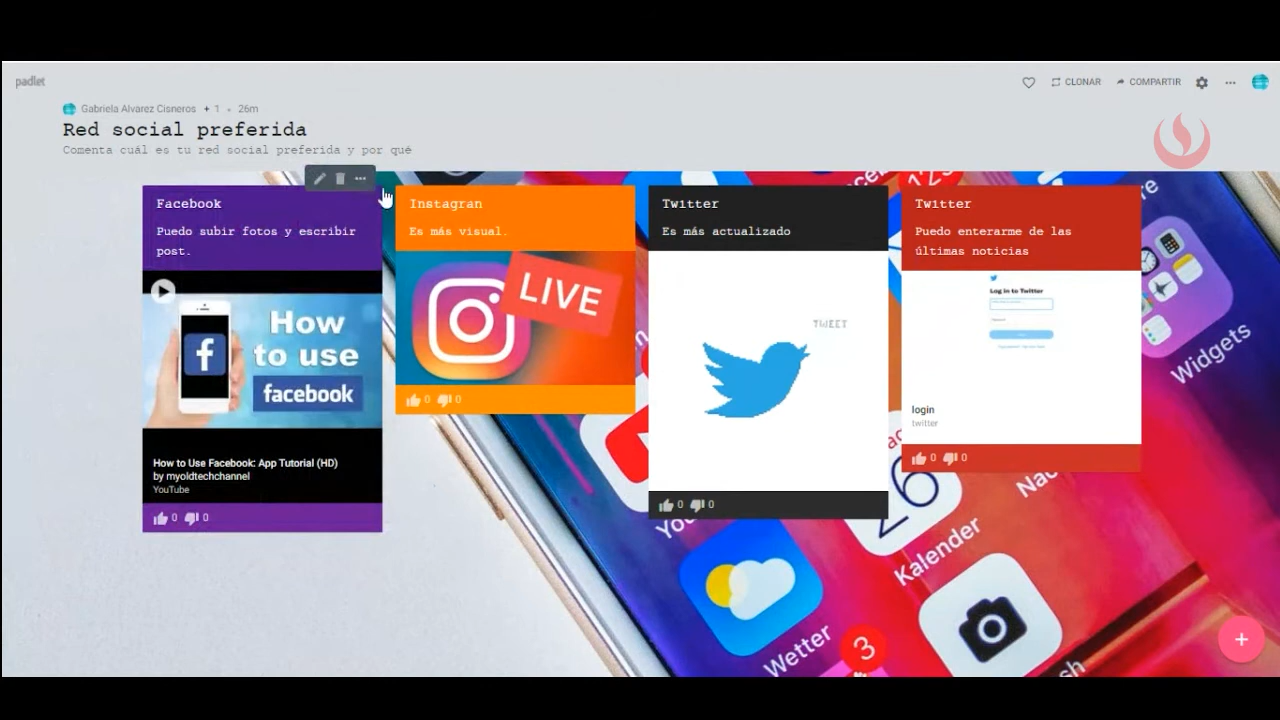 padlet
CLONAR
COMPARTIR
Gabriela Alvarez Cisneros + 1 • 26m
Red social preferida
Comenta cuál es tu red social preferida y por qué
Facebook
Puedo subir fotos y escribir
post.
How
to use
facebook
How to Use Facebook: App Tutorial (HD)
by myoldtechchannel
YouTube
0 0
Instagran
Es más visual.
LIVE
0 0
Twitter
Es más actualizado
TWEET
0 0
Twitter
Puedo enterarme de las
últimas noticias
Log in to Twitter
login
twitter
0 0
Widgets
26
Kalender
Wetter
3